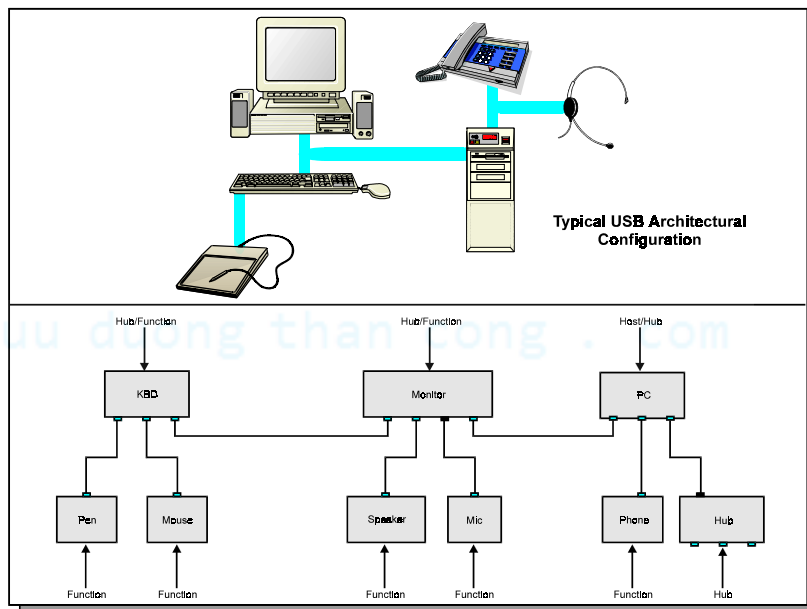 Typical USB Architectural
Configuration
Hub/Function
Hub/Function
Host/Hub
uu duong than cong . com
KBD
Monitor
PC
Pen
Mouse
Speaker
Mic
Phone
Hub
Function
Function
Function
Function
Function
Hub